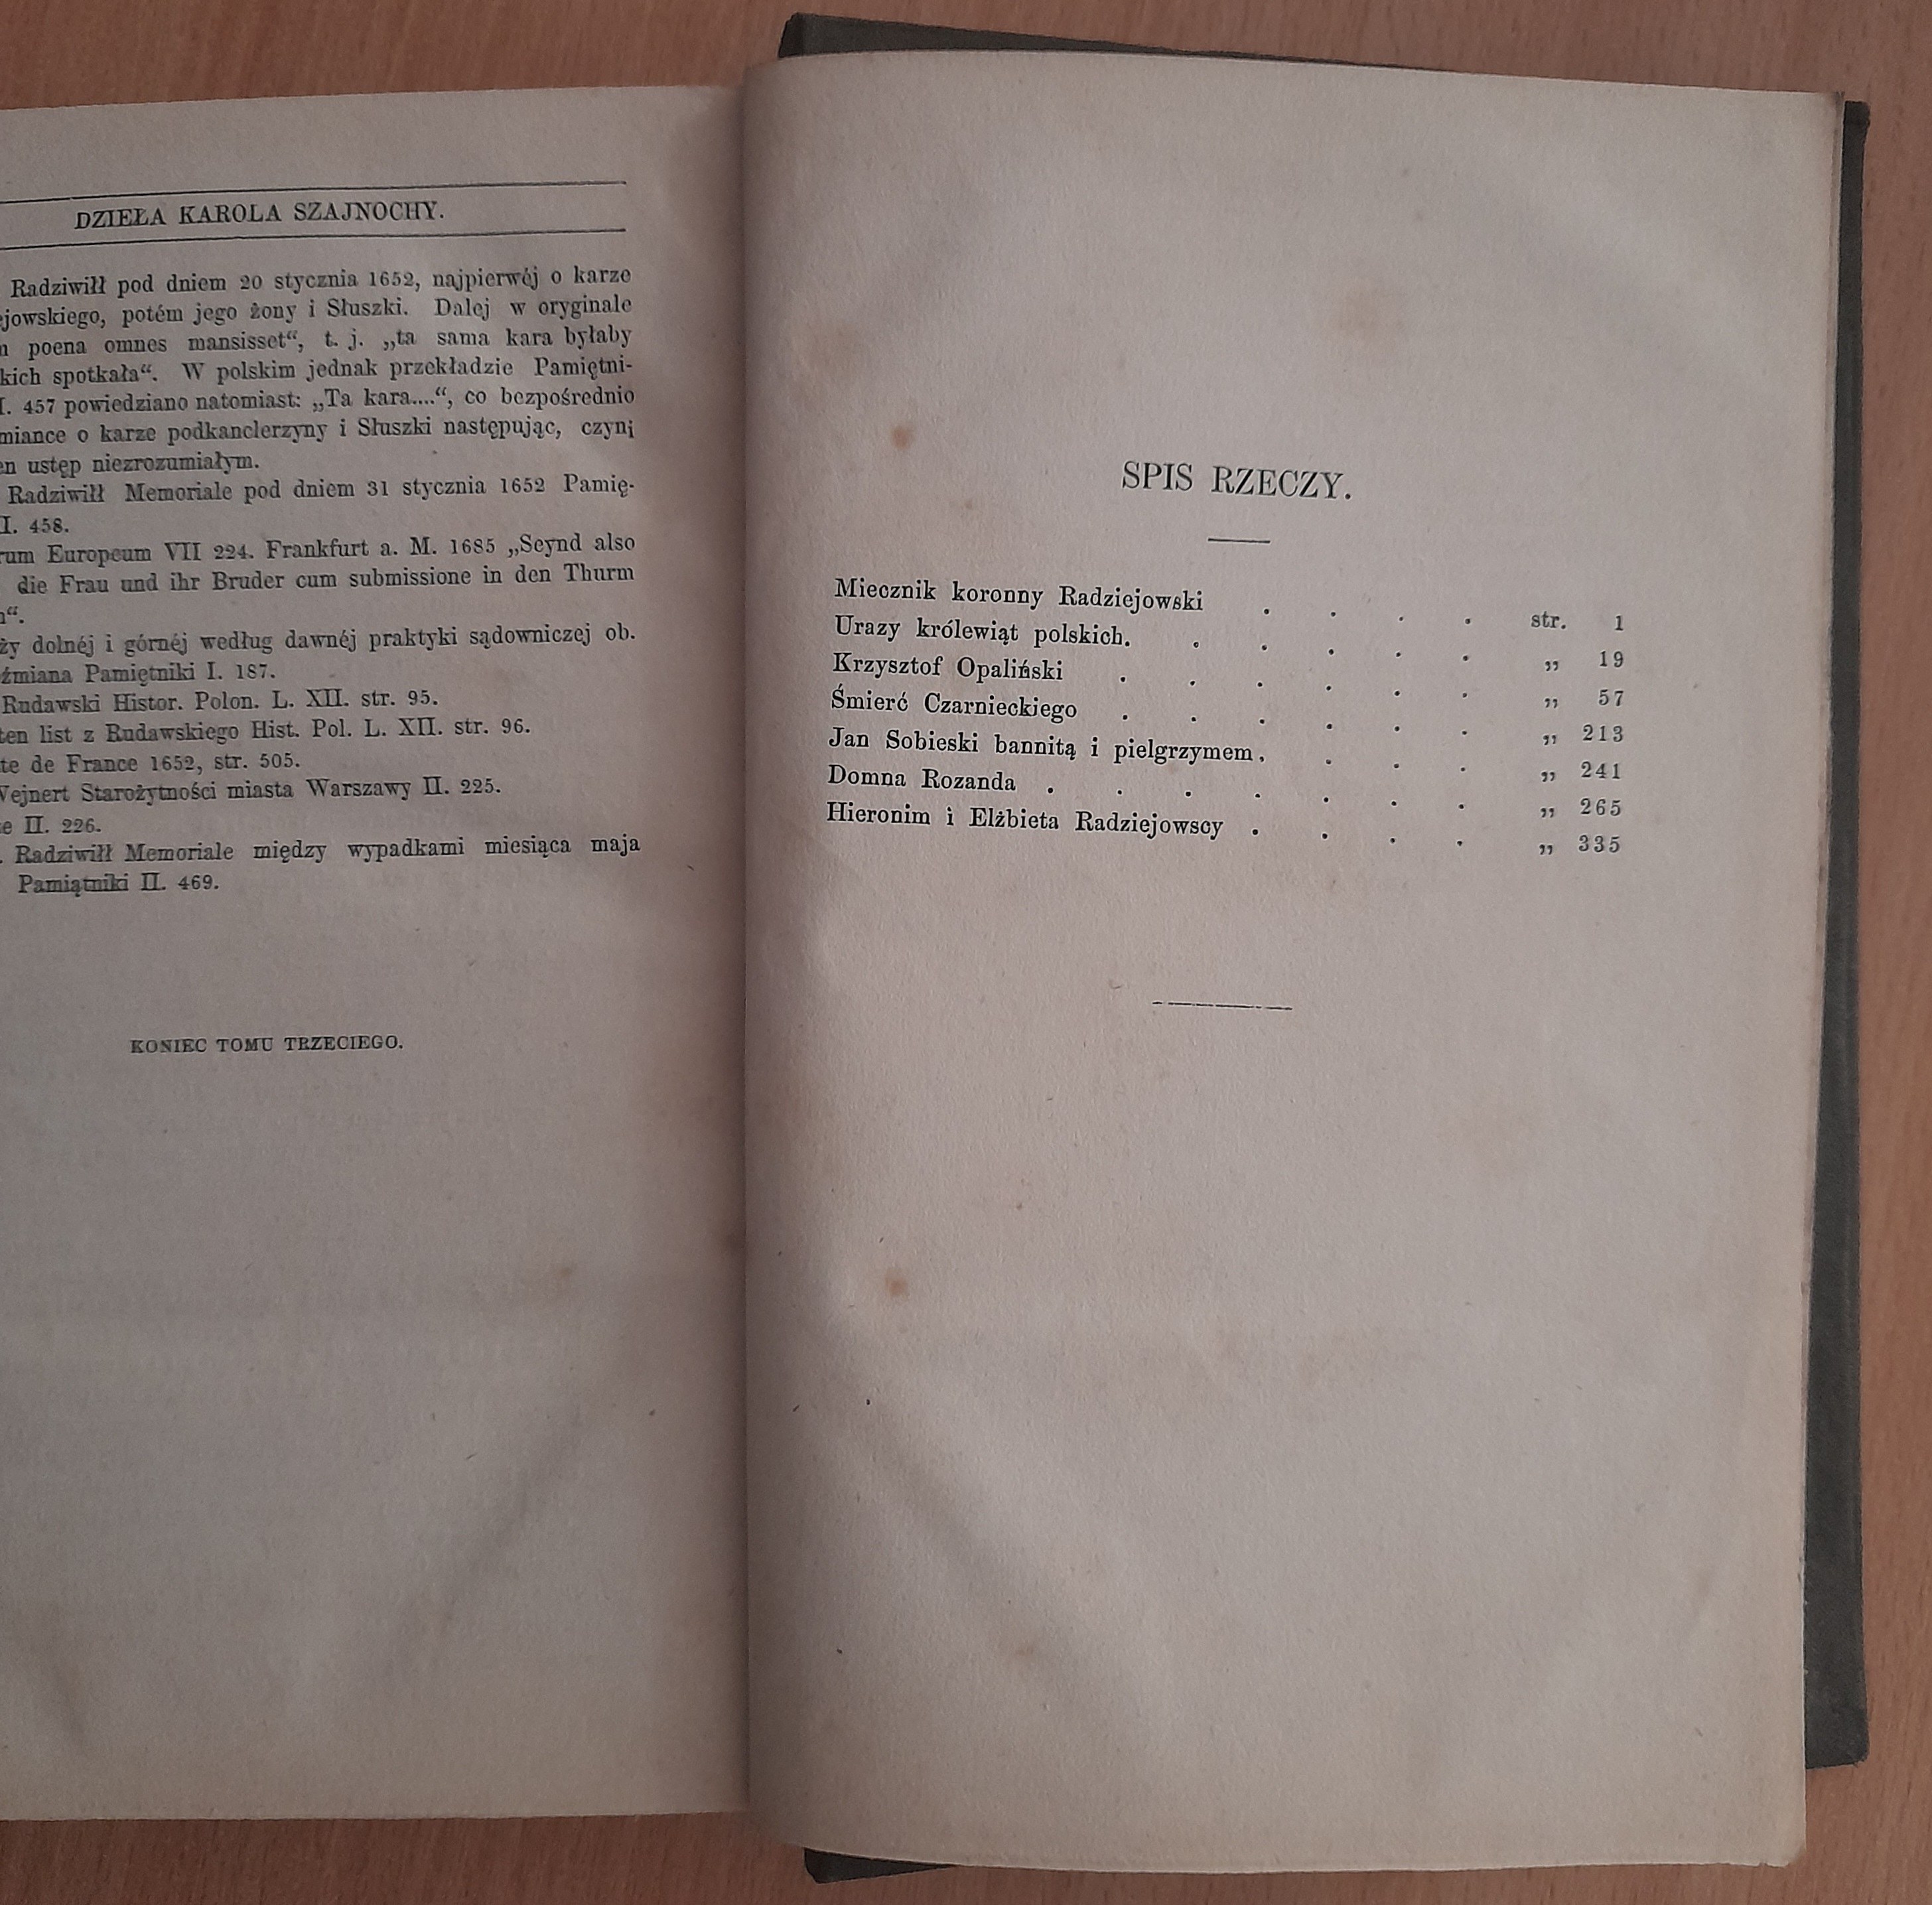 DZIEŁA KAROLA SZAJNOCHY.
Radziwiłł pod dniem 20 stycznia 1652, najpierwéj o karze
jowskiego, potém jego żony i Słuszki. Dalej w oryginale
poena omnes mansisset“, t. j. „ta sama kara byłaby
kich spotkała“. W polskim jednak przekładzie Pamiętni-
I. 457 powiedziano natomiast: „Ta kara....“, co bezpośrednio
miance o karze podkanclerzyny i Słuszki następując, czyni
en ustęp niezrozumiałym.
Radziwiłł Memoriale pod dniem 31 stycznia 1652 Pamię-
II. 458.
rum Europeum VII 224. Frankfurt a. M. 1685 „Seynd also
die Frau und ihr Bruder cum submissione in den Thurm
“.
ży dolnéj i górnéj według dawnéj praktyki sądowniczej ob.
źmiana Pamiętniki I. 187.
Rudawski Histor. Polon. L. XII. str. 95.
ten list z Rudawskiego Hist. Pol. L. XII. str. 96.
te de France 1652, str. 505.
Wejnert Starożytności miasta Warszawy II. 225.
e II. 226.
. Radziwiłł Memoriale między wypadkami miesiąca maja
Pamiątniki II. 469.
KONIEC TOMU TRZECIEGO.
SPIS RZECZY.
Miecznik koronny Radziejowski . . . . str. 1
Urazy królewiąt polskich. . . . . . „ 19
Krzysztof Opaliński . . . . . . „ 57
Śmierć Czarnieckiego . . . . . . „ 213
Jan Sobieski bannitą i pielgrzymem. . . . „ 241
Domna Rozanda . . . . . . . „ 265
Hieronim i Elżbieta Radziejowscy . . . . „ 335